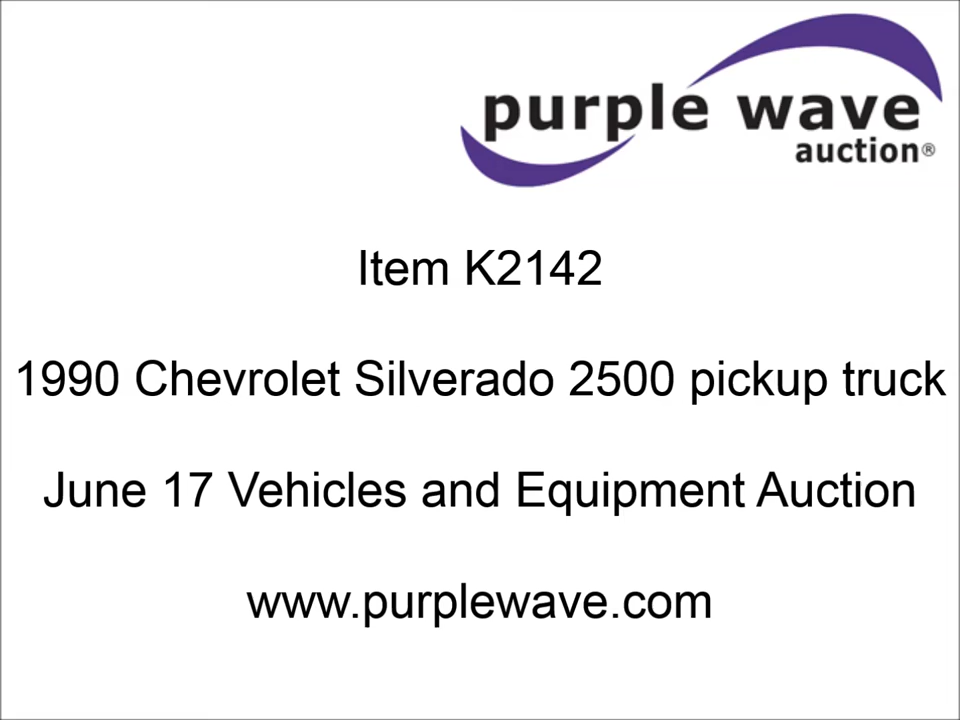 purple wave
auction®
Item K2142
1990 Chevrolet Silverado 2500 pickup truck
June 17 Vehicles and Equipment Auction
www.purplewave.com